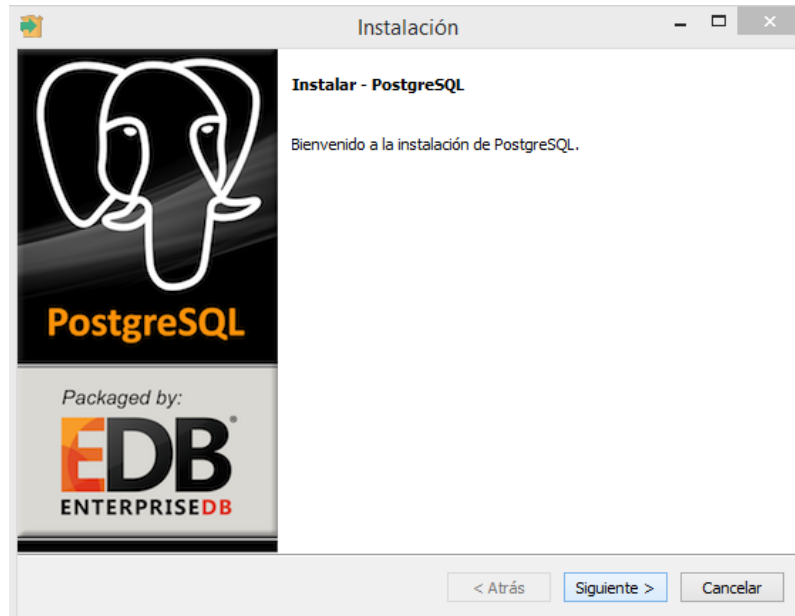 Instalación
Instalar - PostgreSQL
Bienvenido a la instalación de PostgreSQL.
PostgreSQL
Packaged by:
EDB
ENTERPRISEDB
< Atrás
Siguiente >
Cancelar